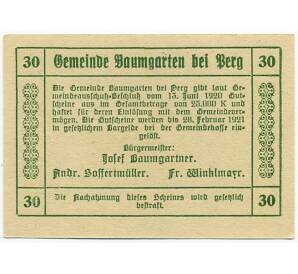 30 Gemeinde Baumgarten bei Perg 30
Die Gemeinde Baumgarten bei Perg gibt laut Ge-
meindeausschuß-Beschluß vom 13. Juni 1920 Gut-
scheine aus im Gesamtbetrage von 25.000 K und
haftet für deren Einlösung mit dem Gemeindever-
mögen. Die Gutscheine werden bis 28. Februar 1921
in gesetzlichem Bargelde bei der Gemeindekasse ein-
gelöst.
Bürgermeister:
Josef Baumgartner.
Andr. Hossertmüller. Fr. Winklmayr.
30 Die Nachahmung dieses Scheines wird gesetzlich 30
bestraft.